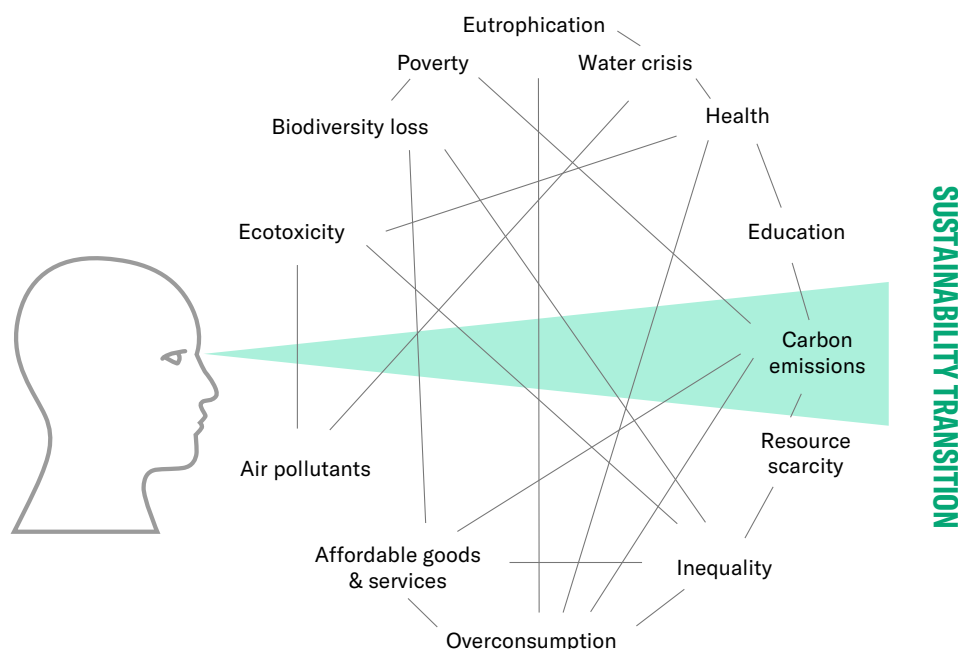 Eutrophication
Poverty
Water crisis
Health
Biodiversity loss
Ecotoxicity
Education
Carbon
emissions
Resource
scarcity
Air pollutants
Affordable goods
& services
Inequality
Overconsumption
SUSTAINABILITY TRANSITION